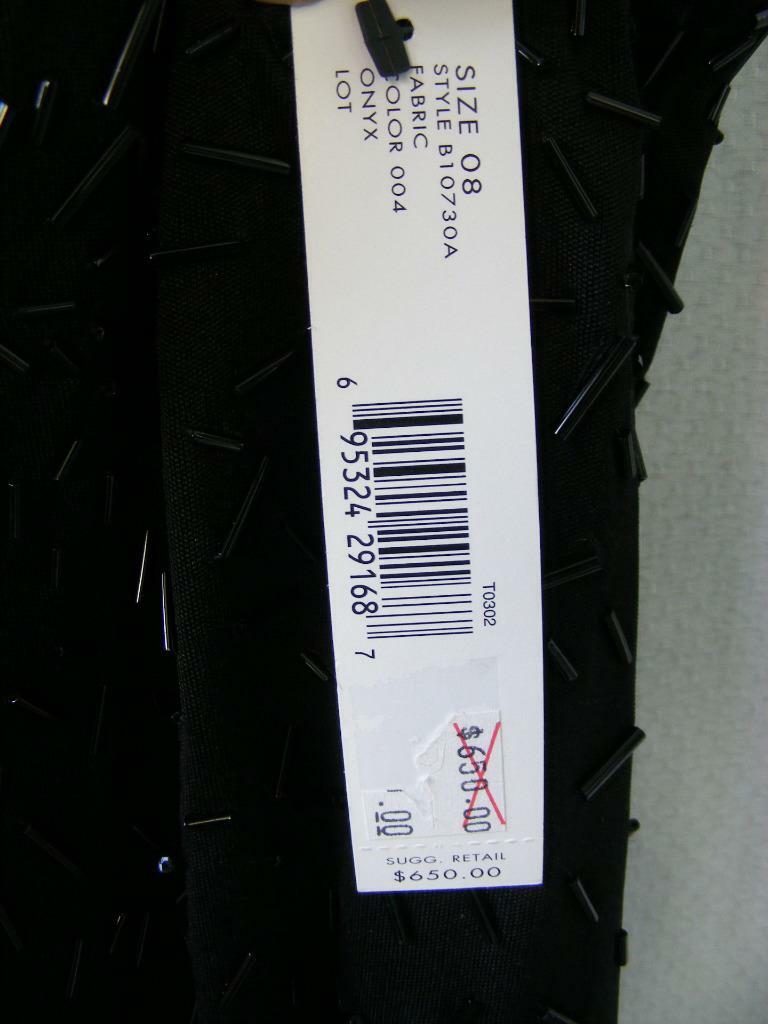 SIZE 08
STYLE B10730A
FABRIC
COLOR 004
ONYX
LOT
T0302
6 95324 29168 7
$650.00
.00
SUGG. RETAIL
$650.00